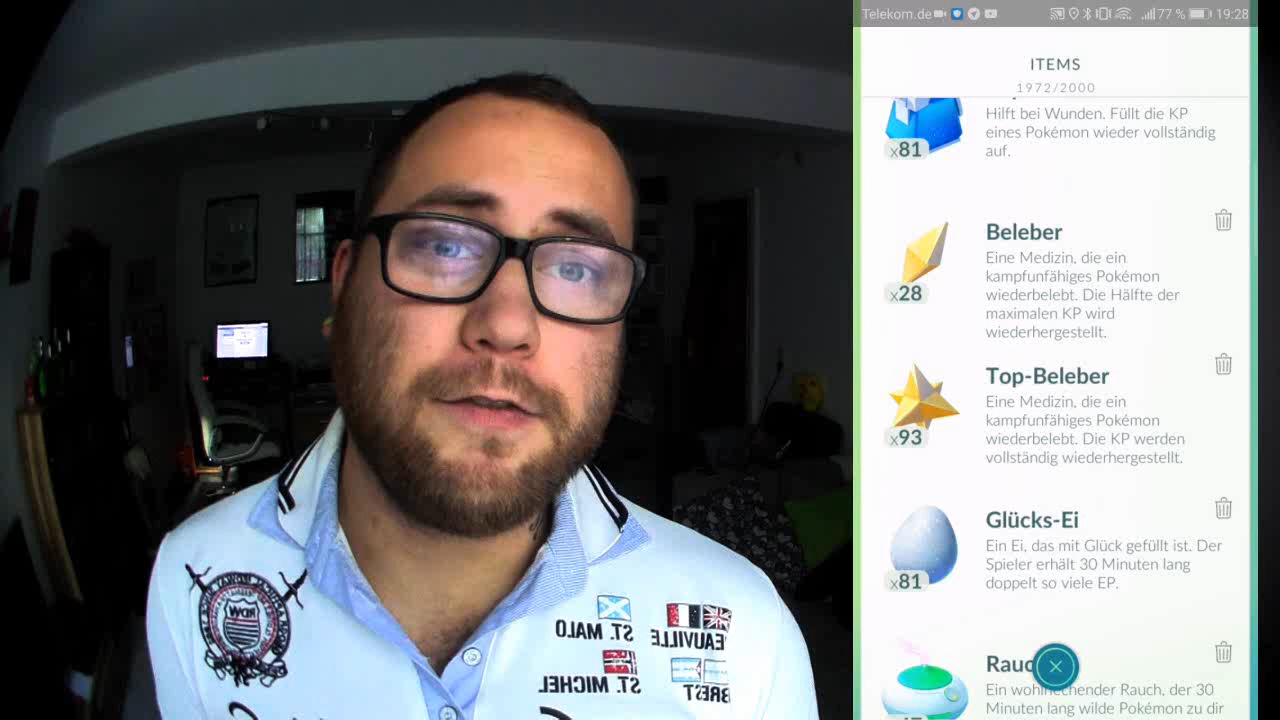 Telekom.de
77 % 19:28
ITEMS
1972/2000
Hilft bei Wunden. Füllt die KP
eines Pokémon wieder vollständig
auf.
x81
Beleber
Eine Medizin, die ein
kampfunfähiges Pokémon
wiederbelebt. Die Hälfte der
maximalen KP wird
wiederhergestellt.
x28
Top-Beleber
Eine Medizin, die ein
kampfunfähiges Pokémon
wiederbelebt. Die KP werden
vollständig wiederhergestellt.
x93
Glücks-Ei
Ein Ei, das mit Glück gefüllt ist. Der
Spieler erhält 30 Minuten lang
doppelt so viele EP.
x81
Ein wohlriechender Rauch, der 30
Minuten lang wilde Pokémon zu dir
ST. MALO
EAUVILLE
ST. MICHEL
BREST
RDW